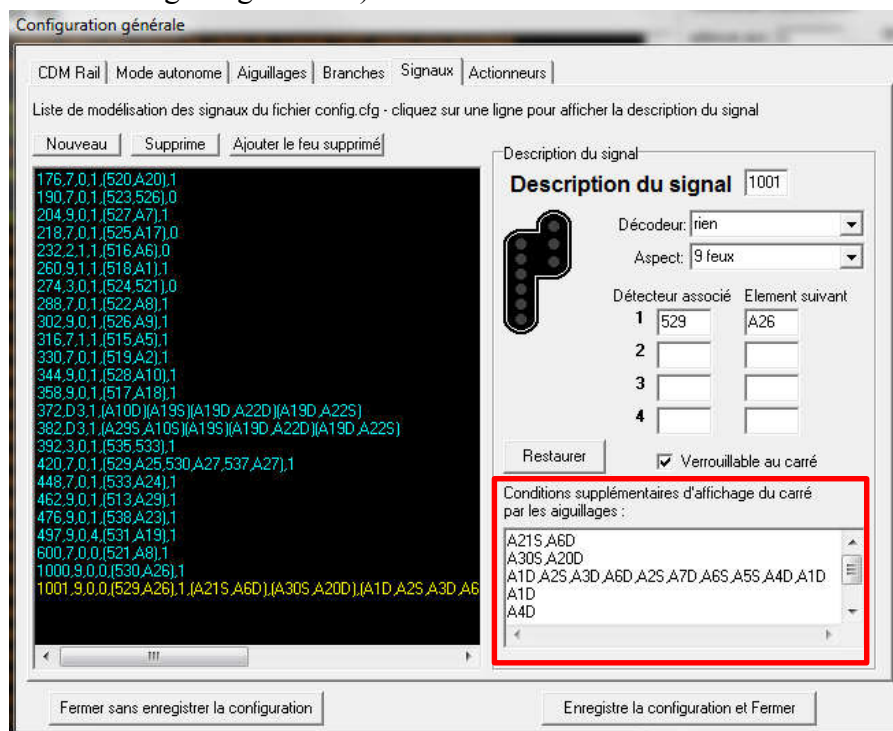 Configuration générale
CDM Rail Mode autonome Aiguillages Branches Signaux Actionneurs
Liste de modélisation des signaux du fichier config.cfg - cliquez sur une ligne pour afficher la description du signal
Nouveau Supprime Ajouter le feu supprimé
176,7,0,1,(520,A20),1
190,7,0,1,(523,526),0
204,9,0,1,(527,A7),1
218,7,0,1,(525,A17),0
232,2,1,1,(516,A6),0
260,9,1,1,(518,A1),1
274,3,0,1,(524,521),0
288,7,0,1,(522,A8),1
302,9,0,1,(526,A9),1
316,7,1,1,(515,A5),1
330,7,0,1,(519,A2),1
344,9,0,1,(528,A10),1
358,9,0,1,(517,A18),1
372,D3,1,(A10D)(A19S)(A19D,A22D)(A19D,A22S)
382,D3,1,(A29S,A10S)(A19S)(A19D,A22D)(A19D,A22S)
392,3,0,1,(535,533),1
420,7,0,1,(529,A25,530,A27,537,A27),1
448,7,0,1,(533,A24),1
462,9,0,1,(513,A29),1
476,9,0,1,(538,A23),1
497,9,0,4,(531,A19),1
600,7,0,0,(521,A8),1
1000,9,0,0,(530,A26),1
1001,9,0,0,(529,A26),1,(A21S,A6D),(A30S,A20D),(A1D,A2S,A3D,A6
Description du signal
Description du signal 1001
Décodeur: rien
Aspect: 9 feux
Détecteur associé Element suivant
1 529 A26
2
3
4
Restaurer Verrouillable au carré
Conditions supplémentaires d'affichage du carré
par les aiguillages :
A21S,A6D
A30S,A20D
A1D,A2S,A3D,A6D,A2S,A7D,A6S,A5S,A4D,A1D
A1D
A4D
Fermer sans enregistrer la configuration Enregistre la configuration et Fermer